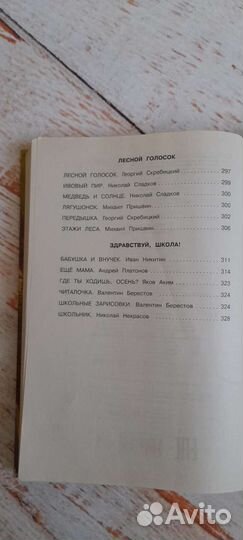 ЛЕСНОЙ ГОЛОСОК
ЛЕСНОЙ ГОЛОСОК. Георгий Скребицкий 297
ИВОВЫЙ ПИР. Николай Сладков 299
МЕДВЕДЬ И СОЛНЦЕ. Николай Сладков 300
ЛЯГУШОНОК. Михаил Пришвин 300
ПЕРЕДЫШКА. Георгий Скребицкий 302
ЭТАЖИ ЛЕСА. Михаил Пришвин 306
ЗДРАВСТВУЙ, ШКОЛА!
БАБУШКА И ВНУЧЕК. Иван Никитин 311
ЕЩЁ МАМА. Андрей Платонов 314
ГДЕ ТЫ ХОДИШЬ, ОСЕНЬ? Яков Аким 323
ЧИТАЛОЧКА. Валентин Берестов 324
ШКОЛЬНЫЕ ЗАРИСОВКИ. Валентин Берестов 324
ШКОЛЬНИК. Николай Некрасов 328
Avito